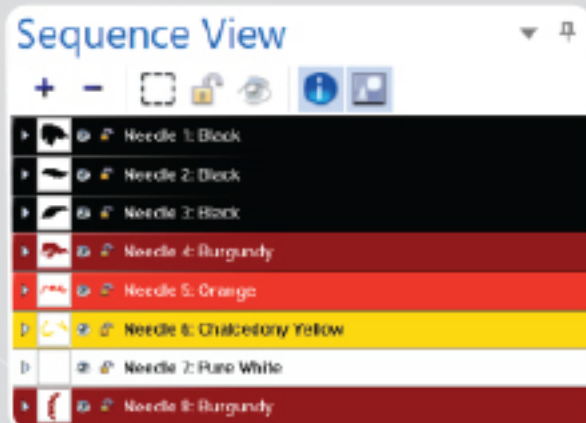 Sequence View
Needle 1: Black
Needle 2: Black
Needle 3: Black
Needle 4: Burgundy
Needle 5: Orange
Needle 6: Chalcedony Yellow
Needle 7: Pure White
Needle 8: Burgundy